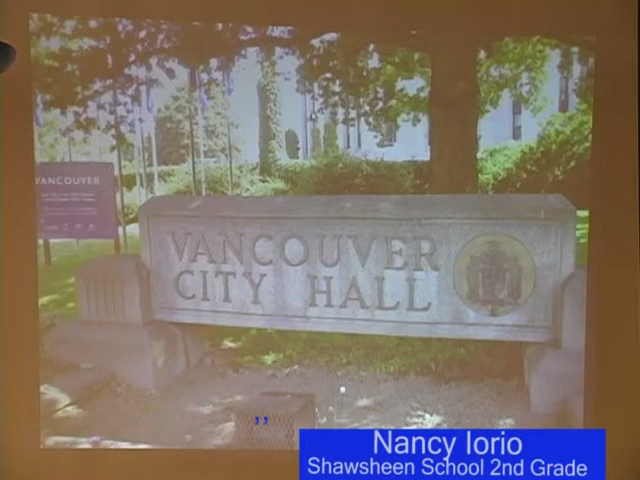 VANCOUVER
VANCOUVER
CITY HALL
,,
Nancy Iorio
Shawsheen School 2nd Grade